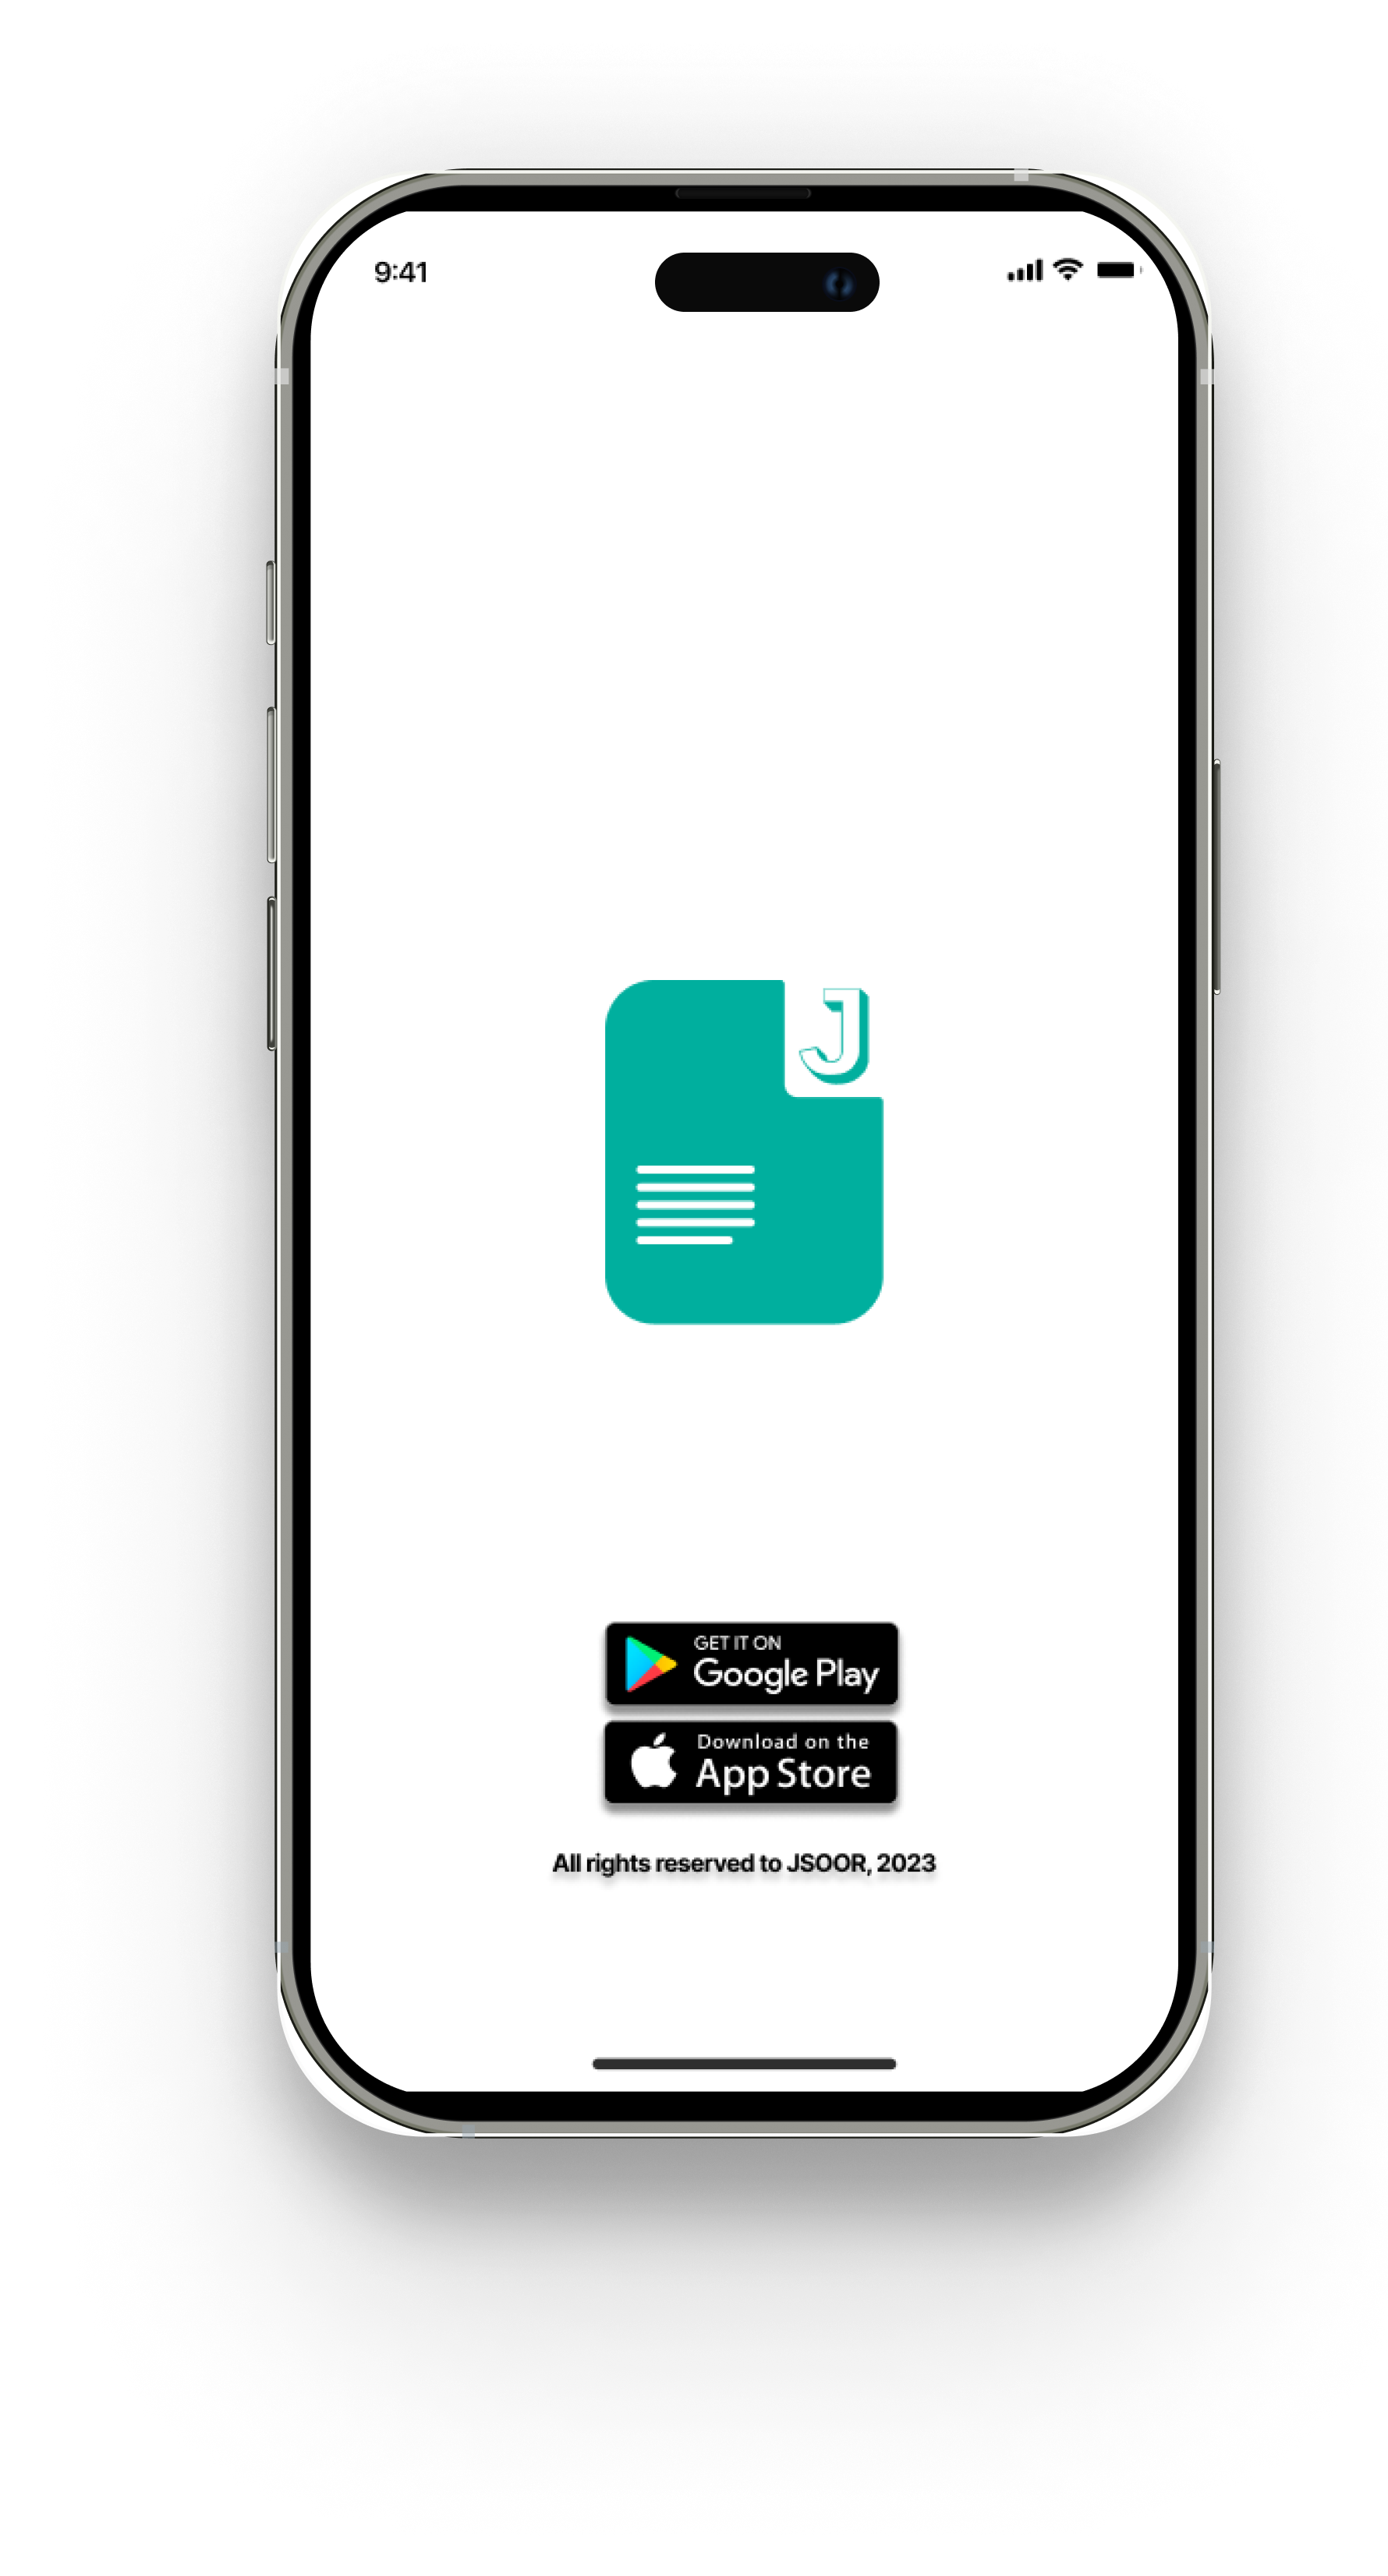 9:41
J
GET IT ON
Google Play
Download on the
App Store
All rights reserved to JSOOR, 2023